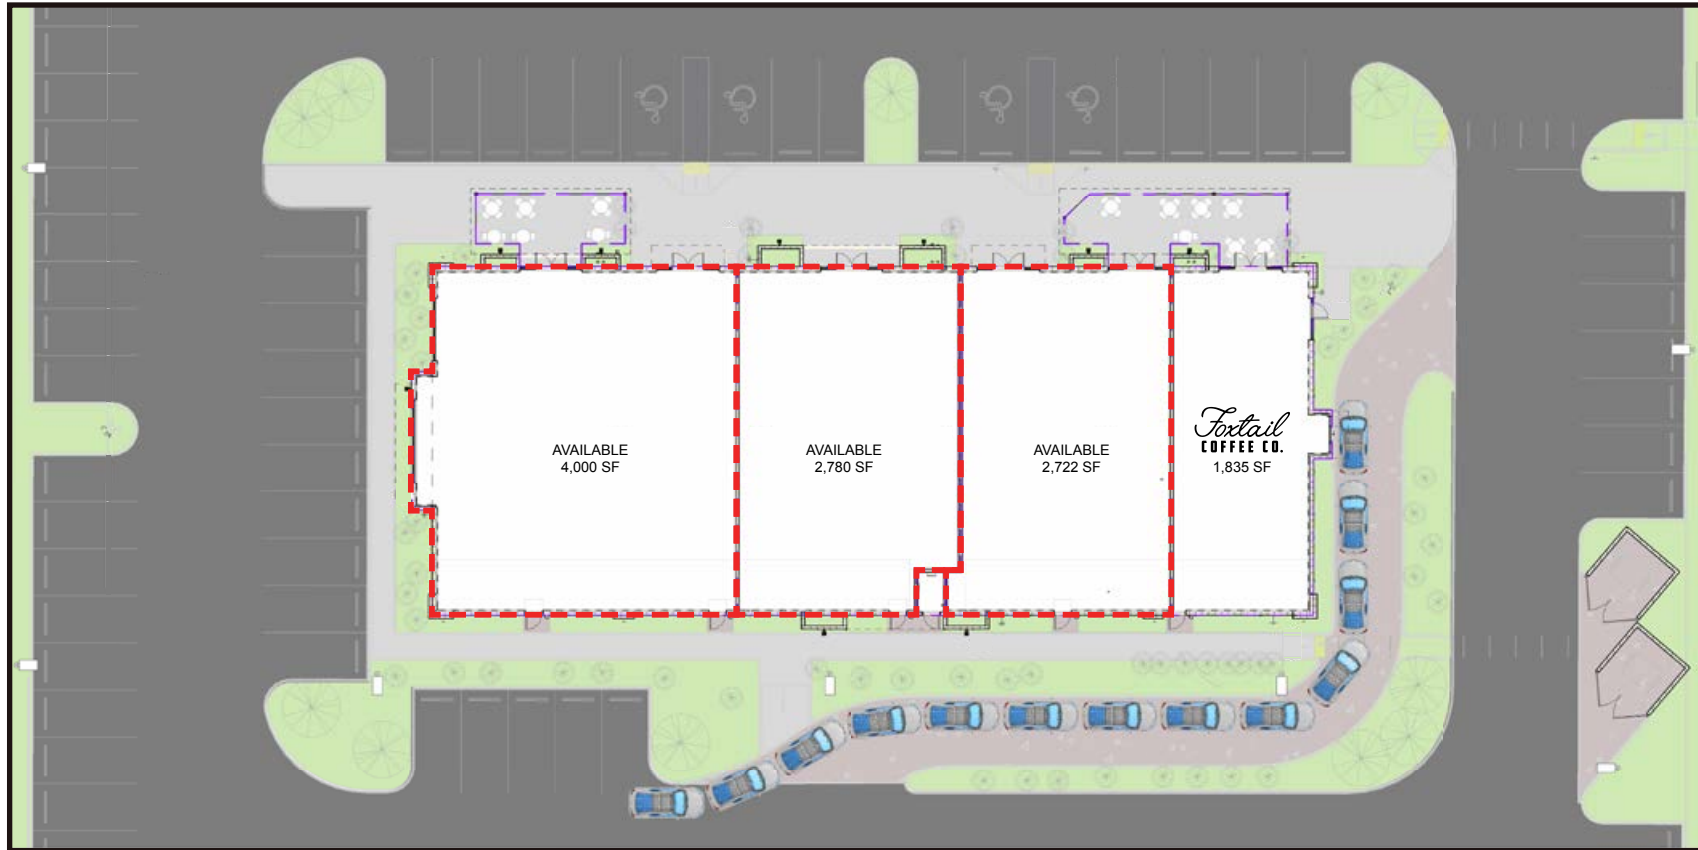 AVAILABLE
4,000 SF
AVAILABLE
2,780 SF
AVAILABLE
2,722 SF
Foxtail
COFFEE CO.
1,835 SF